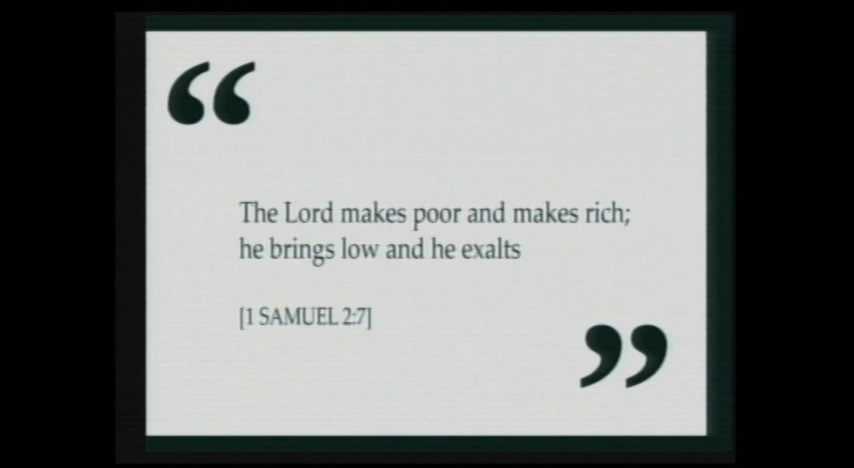 “
The Lord makes poor and makes rich;
he brings low and he exalts
[1 SAMUEL 2:7]
”